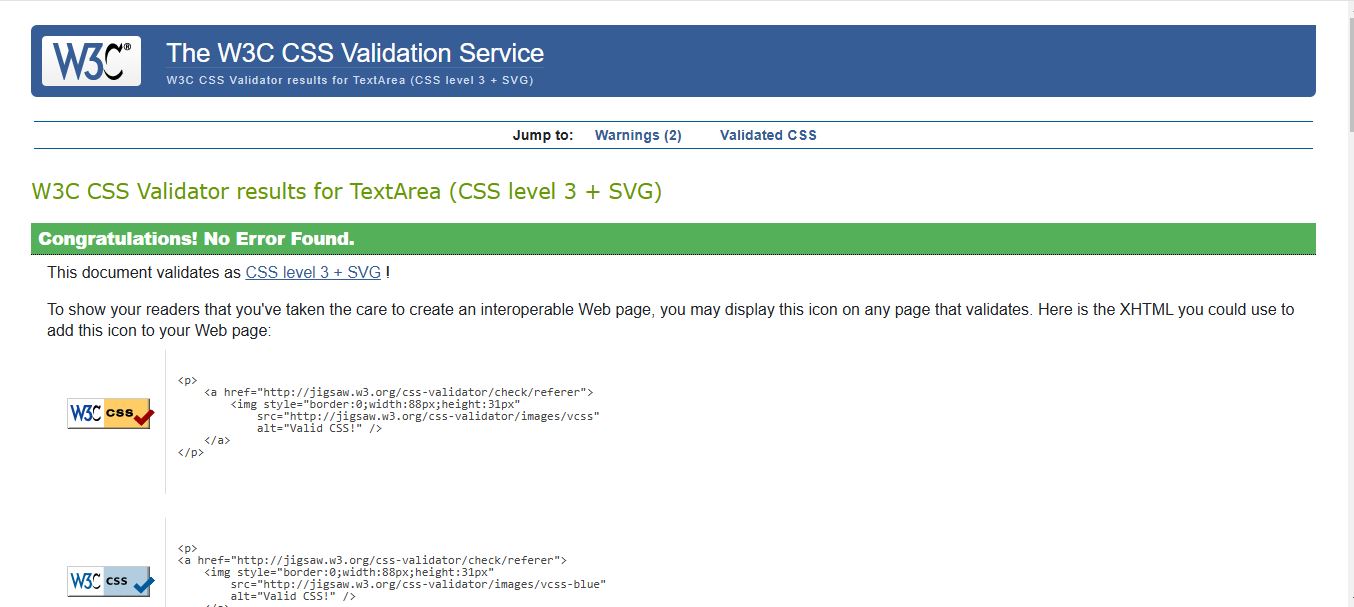 W3C®
The W3C CSS Validation Service
W3C CSS Validator results for TextArea (CSS level 3 + SVG)
Jump to: Warnings (2) Validated CSS
W3C CSS Validator results for TextArea (CSS level 3 + SVG)
Congratulations! No Error Found.
This document validates as CSS level 3 + SVG !
To show your readers that you've taken the care to create an interoperable Web page, you may display this icon on any page that validates. Here is the XHTML you could use to
add this icon to your Web page:
W3C css
<p>
<a href="http://jigsaw.w3.org/css-validator/check/referer">
<img style="border:0;width:88px;height:31px"
src="http://jigsaw.w3.org/css-validator/images/vcss"
alt="Valid CSS!" />
</a>
</p>
W3C css
<p>
<a href="http://jigsaw.w3.org/css-validator/check/referer">
<img style="border:0;width:88px;height:31px"
src="http://jigsaw.w3.org/css-validator/images/vcss-blue"
alt="Valid CSS!" />